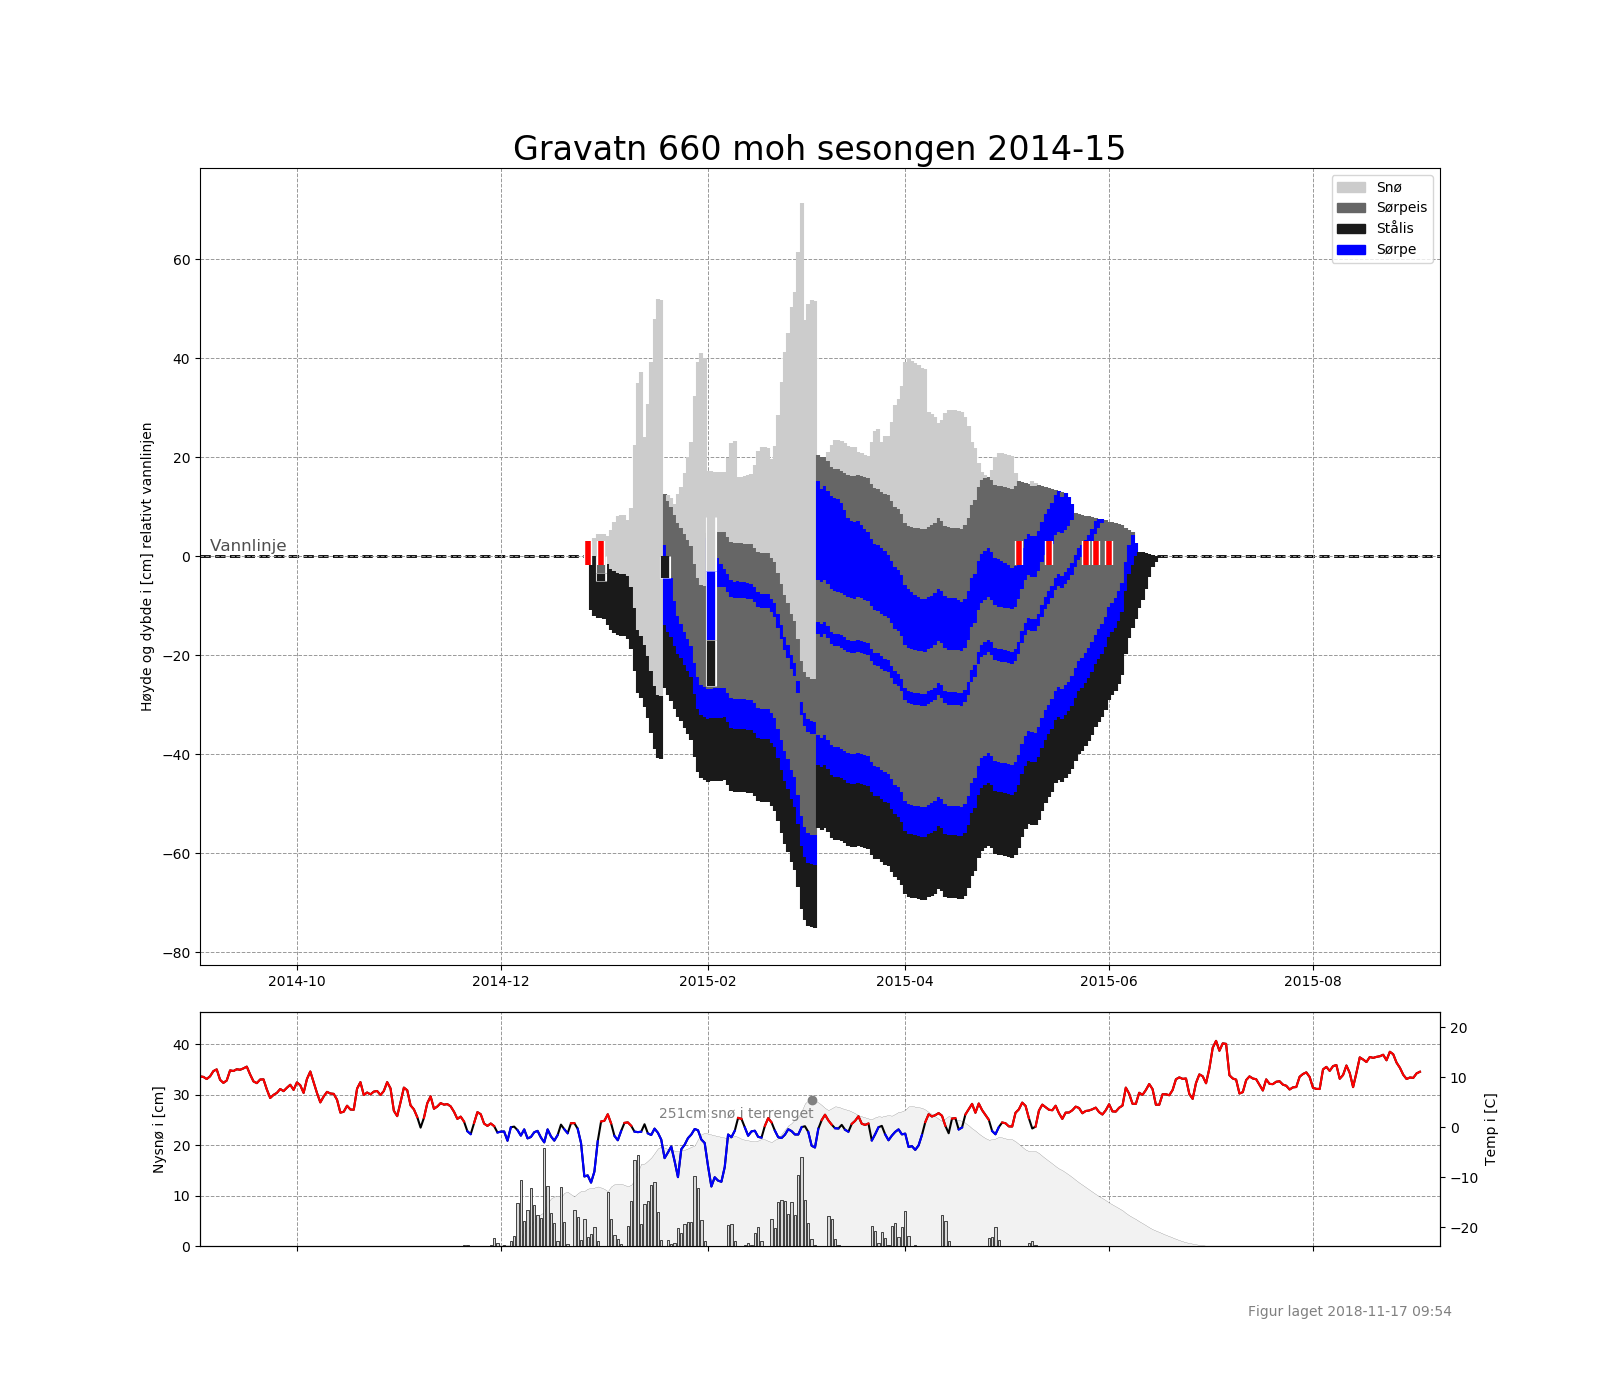 Gravatn 660 moh sesongen 2014-15
Snø
Sørpeis
Stålis
Sørpe
Høyde og dybde i [cm] relativt vannlinjen
60
40
20
0
−20
−40
−60
−80
Vannlinje
2014-10
2014-12
2015-02
2015-04
2015-06
2015-08
Nysnø i [cm]
40
30
20
10
0
251cm snø i terrenget
20
10
0
−10
−20
Temp i [C]
Figur laget 2018-11-17 09:54